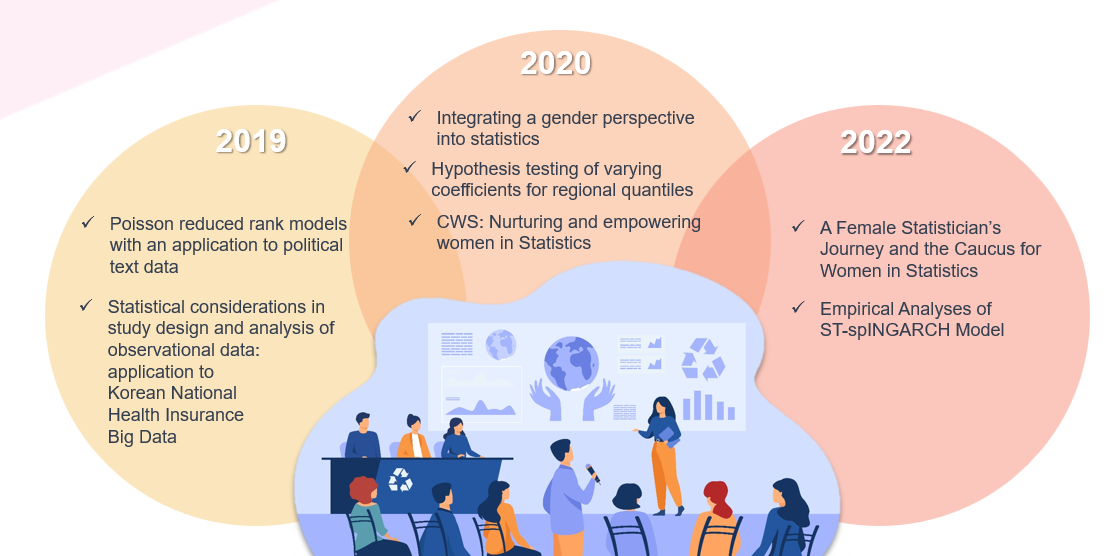 2019
Poisson reduced rank models
with an application to political
text data
Statistical considerations in
study design and analysis of
observational data:
application to
Korean National
Health Insurance
Big Data
2020
Integrating a gender perspective
into statistics
Hypothesis testing of varying
coefficients for regional quantiles
CWS: Nurturing and empowering
women in Statistics
2022
A Female Statistician's
Journey and the Caucus for
Women in Statistics
Empirical Analyses of
ST-spINGARCH Model